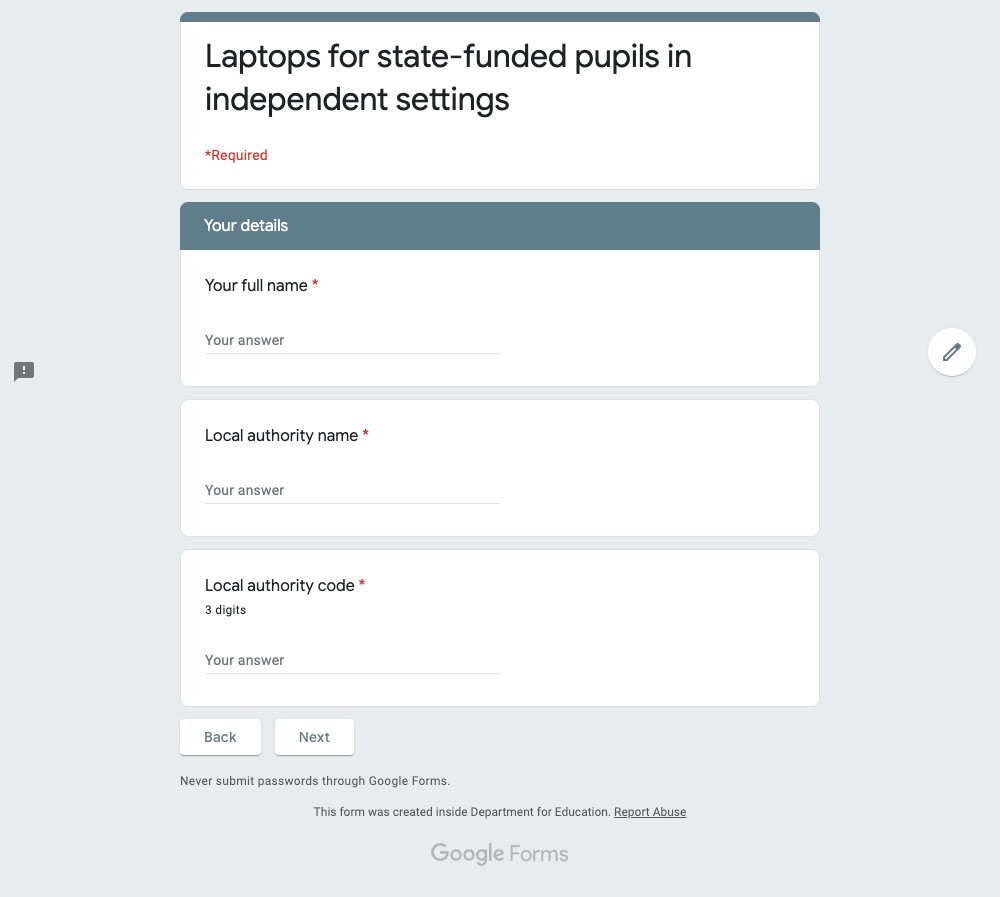 Laptops for state-funded pupils in
independent settings
*Required
Your details
Your full name *
Your answer
Local authority name *
Your answer
Local authority code *
3 digits
Your answer
Back
Next
Never submit passwords through Google Forms.
This form was created inside Department for Education. Report Abuse
Google Forms